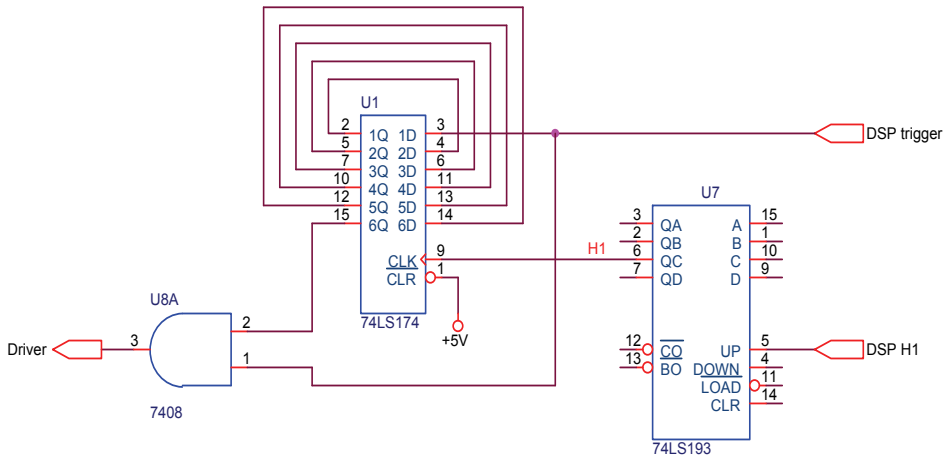 U1
2 1Q 1D 3
5 2Q 2D 4
7 3Q 3D 6
10 4Q 4D 11
12 5Q 5D 13
15 6Q 6D 14
CLK 9
CLR 1
74LS174
+5V
DSP trigger
U7
3 QA A 15
2 QB B 1
H1 6 QC C 10
7 QD D 9
12 CO UP 5 DSP H1
13 BO DOWN 4
LOAD 11
CLR 14
74LS193
U8A
2
Driver 3
1
7408